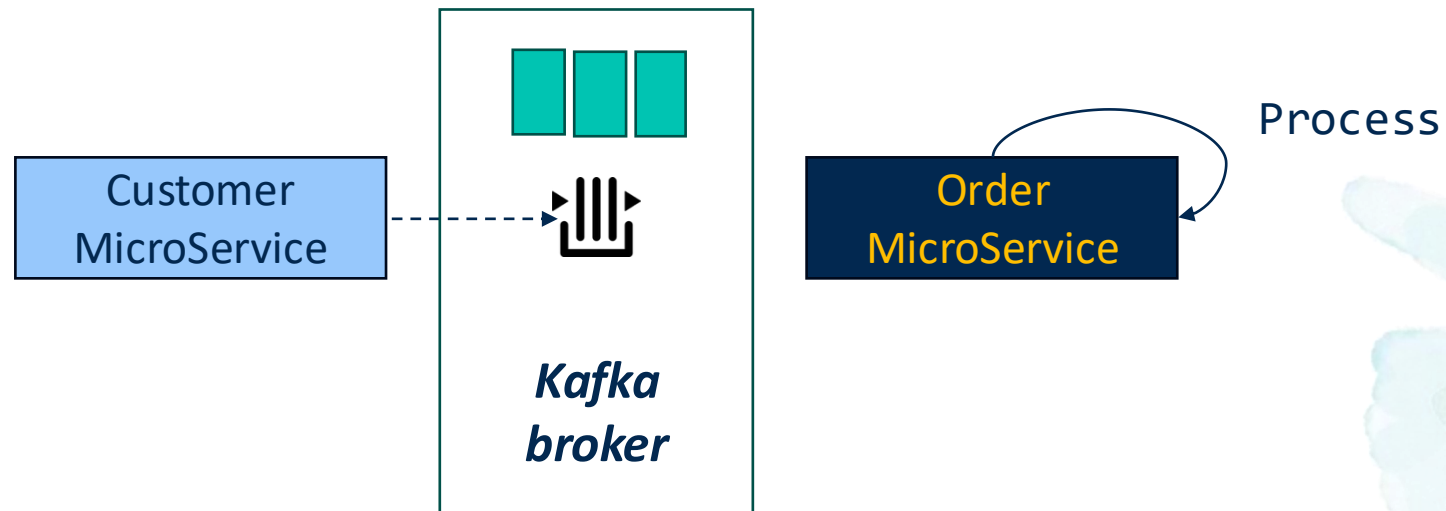 Customer
MicroService
Kafka
broker
Order
MicroService
Process